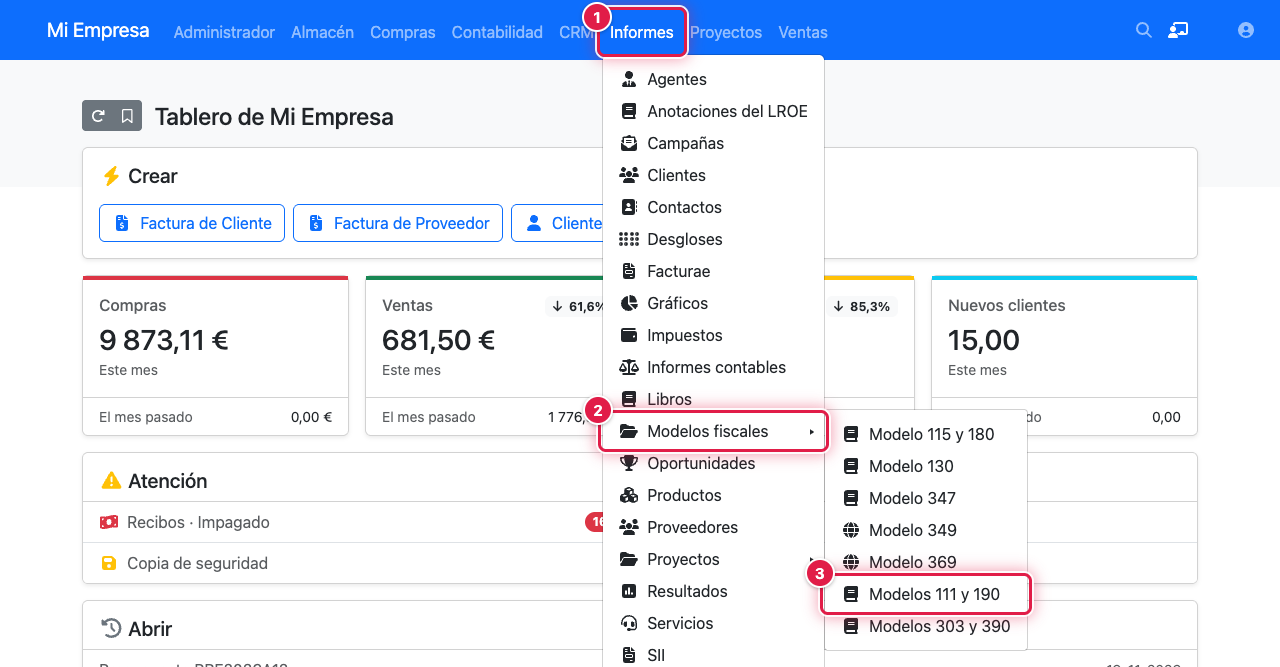 Mi Empresa
Administrador
Almacén
Compras
Contabilidad
CRM
1
Informes
Proyectos
Ventas
Tablero de Mi Empresa
Crear
Factura de Cliente
Factura de Proveedor
Cliente
Compras
9 873,11 €
Este mes
El mes pasado 0,00 €
Ventas
61,6%
681,50 €
Este mes
El mes pasado 1 776,
85,3%
Nuevos clientes
15,00
Este mes
0,00
Atención
Recibos · Impagado
Copia de seguridad
Abrir
Agentes
Anotaciones del LROE
Campañas
Clientes
Contactos
Desgloses
Facturae
Gráficos
Impuestos
Informes contables
Libros
2
Modelos fiscales
Oportunidades
Productos
Proveedores
Proyectos
Resultados
Servicios
SII
Modelo 115 y 180
Modelo 130
Modelo 347
Modelo 349
Modelo 369
3
Modelos 111 y 190
Modelos 303 y 390